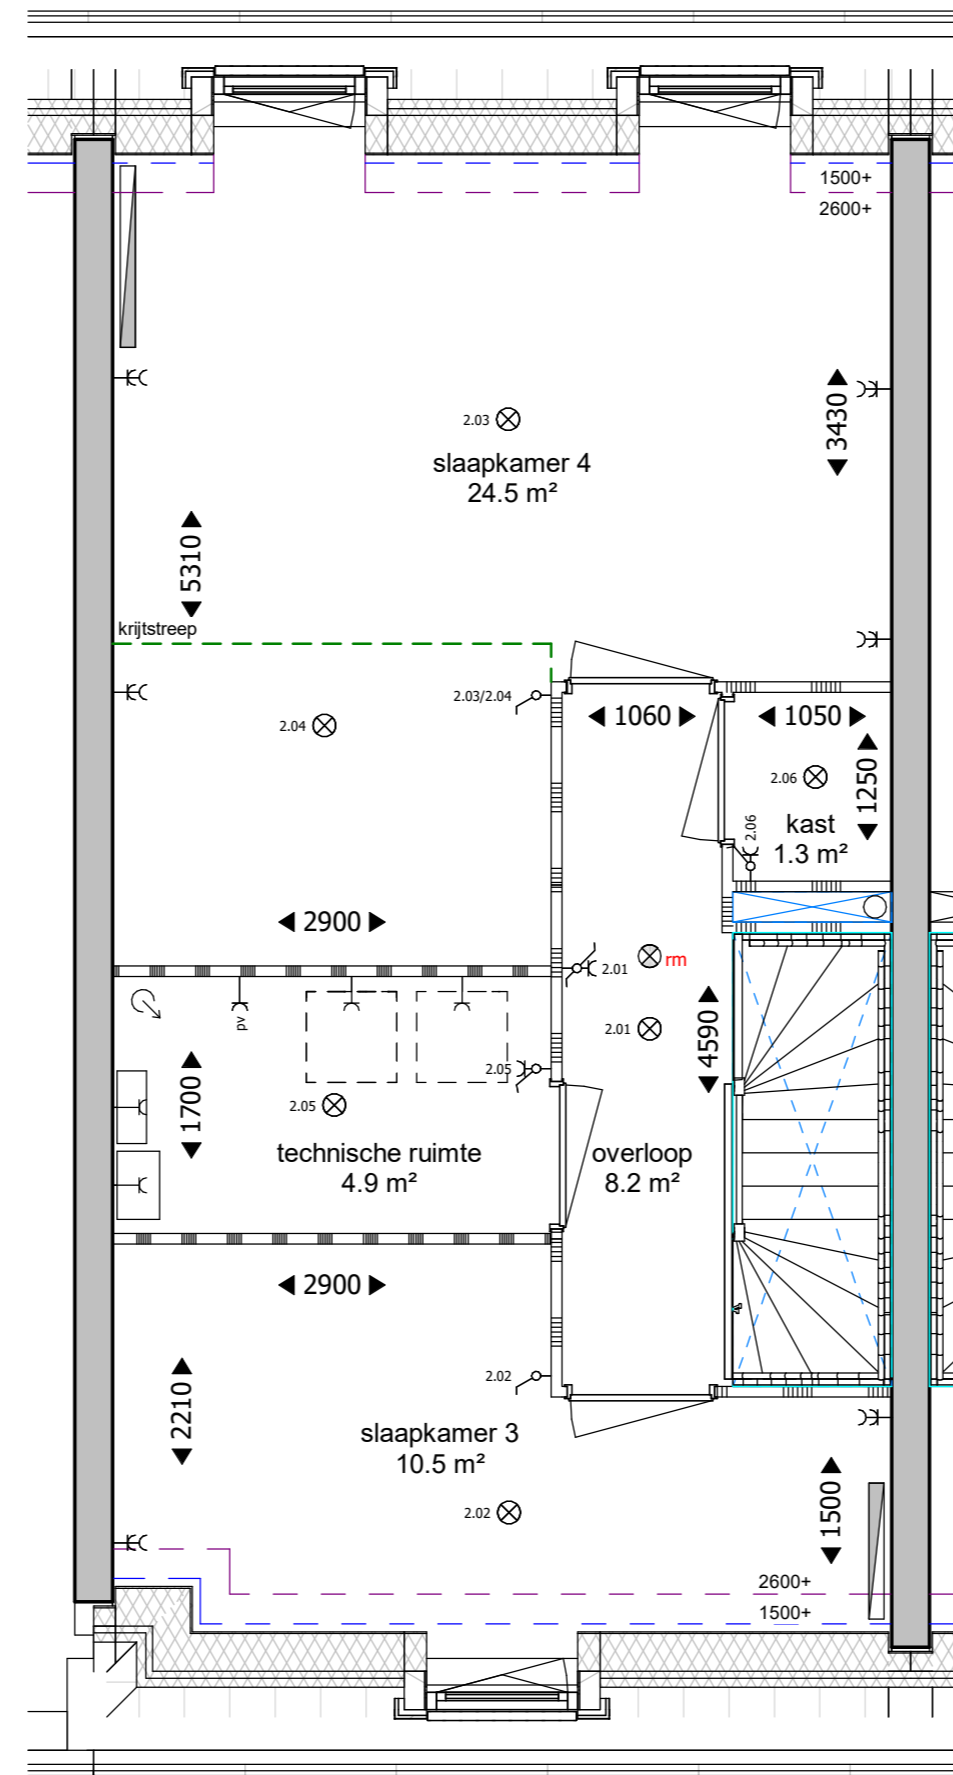 1500+
2600+
2.03
3430
slaapkamer 4
24.5 m²
5310
krijtstreep
2.03/2.04
1060
1050
2.04
2.06
1250
2.06
kast
1.3 m²
2900
2.01
rm
pv
2.01
4590
2.05
1700
2.05
technische ruimte
4.9 m²
overloop
8.2 m²
2900
2.02
2210
slaapkamer 3
10.5 m²
2.02
1500
2600+
1500+